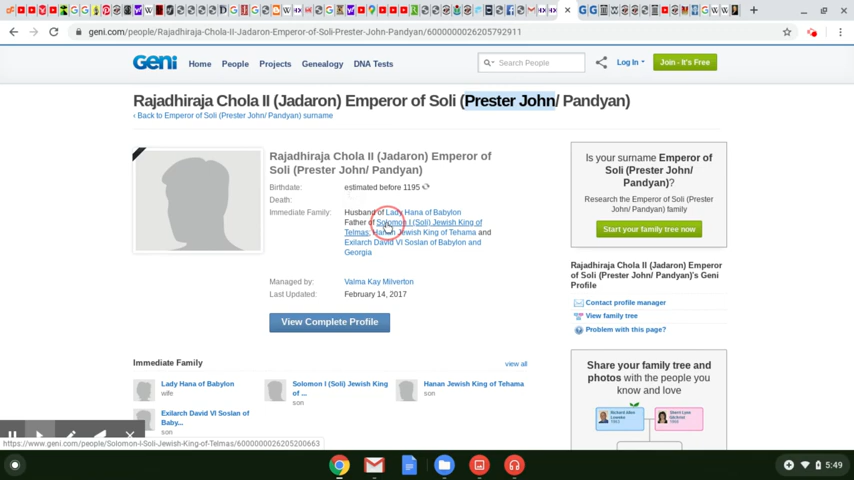 geni.com/people/Rajadhiraja-Chola-II-Jadaron-Emperor-of-Soli-Prester-John-Pandyan/6000000026205792911
Geni
Home
People
Projects
Genealogy
DNA Tests
Search People
Log In
Join - It's Free
Rajadhiraja Chola II (Jadaron) Emperor of Soli (Prester John/ Pandyan)
‹ Back to Emperor of Soli (Prester John/ Pandyan) surname
Rajadhiraja Chola II (Jadaron) Emperor of
Soli (Prester John/ Pandyan)
Birthdate: estimated before 1195
Death:
Immediate Family: Husband of Lady Hana of Babylon
Father of Solomon I (Soli) Jewish King of
Telmas; Hanan Jewish King of Tehama and
Exilarch David VI Soslan of Babylon and
Georgia
Managed by: Valma Kay Milverton
Last Updated: February 14, 2017
View Complete Profile
Immediate Family
view all
Lady Hana of Babylon
wife
Solomon I (Soli) Jewish King
of ...
son
Hanan Jewish King of Tehama
son
Exilarch David VI Soslan of
Baby...
son
Is your surname Emperor of
Soli (Prester John/
Pandyan)?
Research the Emperor of Soli
(Prester John/ Pandyan)
family
Start your family tree now
Rajadhiraja Chola II (Jadaron) Emperor
of Soli (Prester John/ Pandyan)'s Geni
Profile
Contact profile manager
View family tree
Problem with this page?
Share your family tree and
photos with the people you
know and love
https://www.geni.com/people/Solomon-I-Soli-Jewish-King-of-Telmas/6000000026205200663
5:49